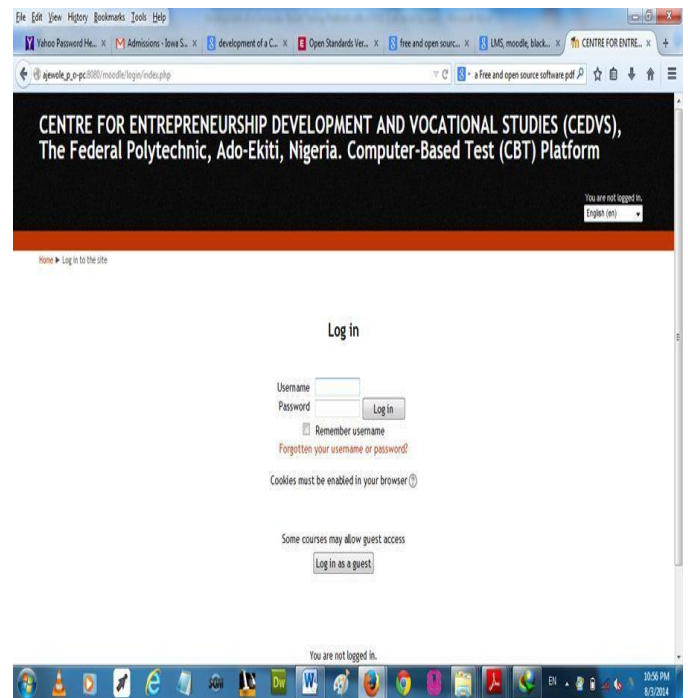 File Edit View History Bookmarks Tools Help
Yahoo Password He... x Admissions - Iowa S... x development of a C... x Open Standards Ver... x free and open sourc... x LMS, moodle, black... x CENTRE FOR ENTRE... x +
ajewole_p_o-pc:8080/moodle/login/index.php a Free and open source software pdf
CENTRE FOR ENTREPRENEURSHIP DEVELOPMENT AND VOCATIONAL STUDIES (CEDVS),
The Federal Polytechnic, Ado-Ekiti, Nigeria. Computer-Based Test (CBT) Platform
You are not logged in.
English (en)
Home ► Log in to the site
Log in
Username
Password Log in
Remember username
Forgotten your username or password?
Cookies must be enabled in your browser
Some courses may allow guest access
Log in as a guest
You are not logged in.
Dw W EN 10:56 PM
8/3/2014